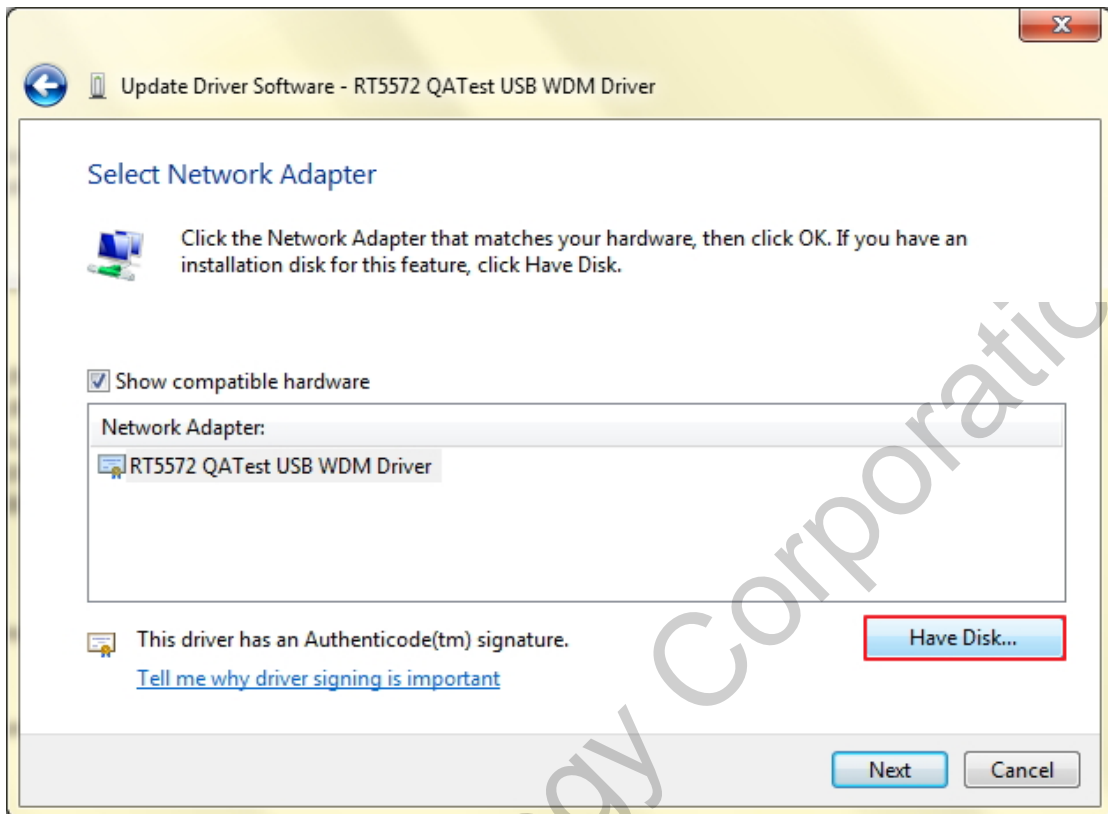 Update Driver Software - RT5572 QATest USB WDM Driver
Select Network Adapter
Click the Network Adapter that matches your hardware, then click OK. If you have an
installation disk for this feature, click Have Disk.
Show compatible hardware
Network Adapter:
RT5572 QATest USB WDM Driver
This driver has an Authenticode(tm) signature.
Have Disk...
Tell me why driver signing is important
Next
Cancel
gy Corporatio